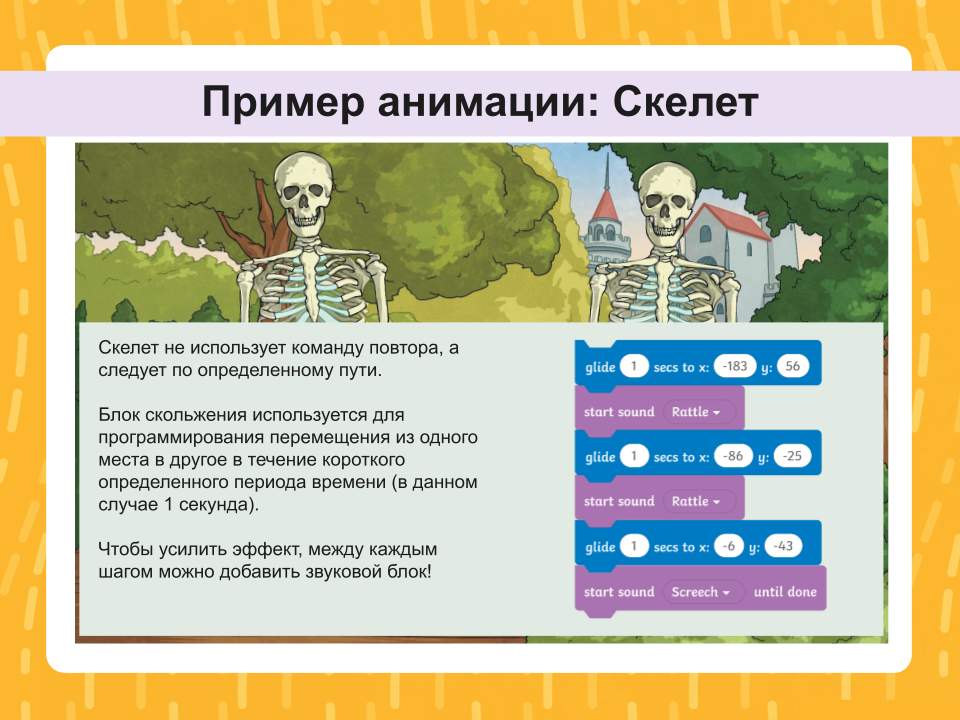 Пример анимации: Скелет
Скелет не использует команду повтора, а
следует по определенному пути.
Блок скольжения используется для
программирования перемещения из одного
места в другое в течение короткого
определенного периода времени (в данном
случае 1 секунда).
Чтобы усилить эффект, между каждым
шагом можно добавить звуковой блок!
glide 1 secs to x: -183 y: 56
start sound Rattle
glide 1 secs to x: -86 y: -25
start sound Rattle
glide 1 secs to x: -6 y: -43
start sound Screech until done